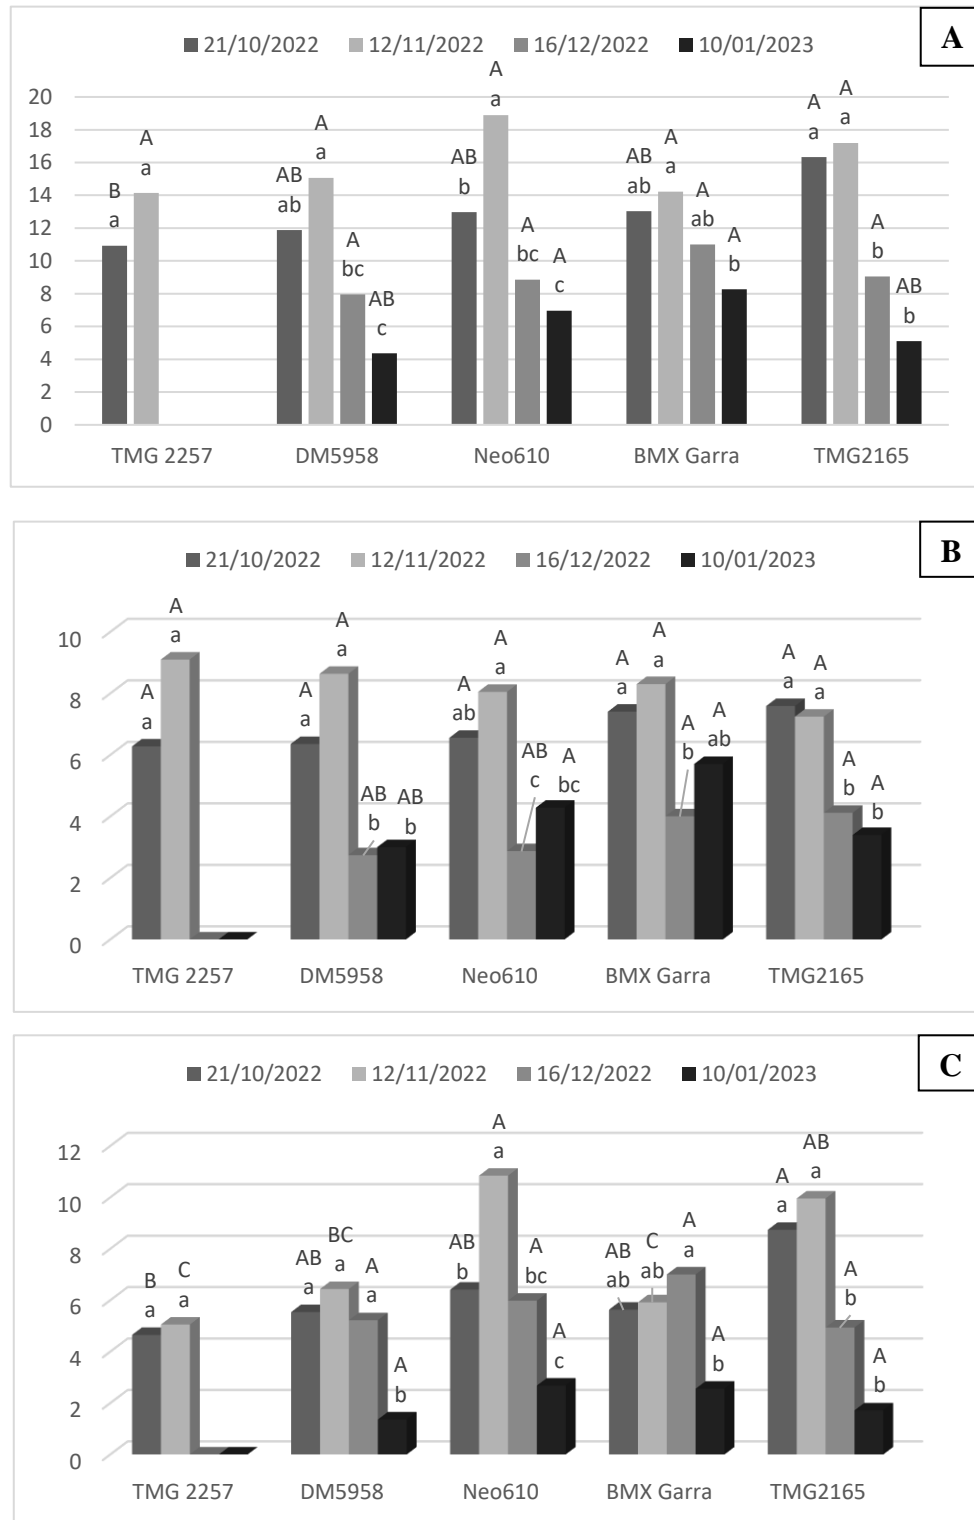 A
21/10/2022 12/11/2022 16/12/2022 10/01/2023
A
a
20
18
16
14
12
10
8
6
4
2
0
B
a
A
a
AB
ab
A
a
A
bc
AB
c
AB
b
A
bc
A
c
AB
ab
A
a
A
ab
A
b
A
a
A
a
A
b
AB
b
TMG 2257 DM5958 Neo610 BMX Garra TMG2165
B
21/10/2022 12/11/2022 16/12/2022 10/01/2023
10
8
6
4
2
0
A
a
A
a
A
a
A
a
AB
b
AB
b
A
ab
A
a
AB
c
A
bc
A
a
A
a
A
b
A
ab
A
a
A
a
A
b
A
b
TMG 2257 DM5958 Neo610 BMX Garra TMG2165
C
21/10/2022 12/11/2022 16/12/2022 10/01/2023
12
10
8
6
4
2
0
B
a
C
a
AB
a
BC
a
A
a
A
b
AB
b
A
a
A
bc
A
c
AB
ab
C
ab
A
a
A
b
A
a
AB
a
A
b
A
b
TMG 2257 DM5958 Neo610 BMX Garra TMG2165